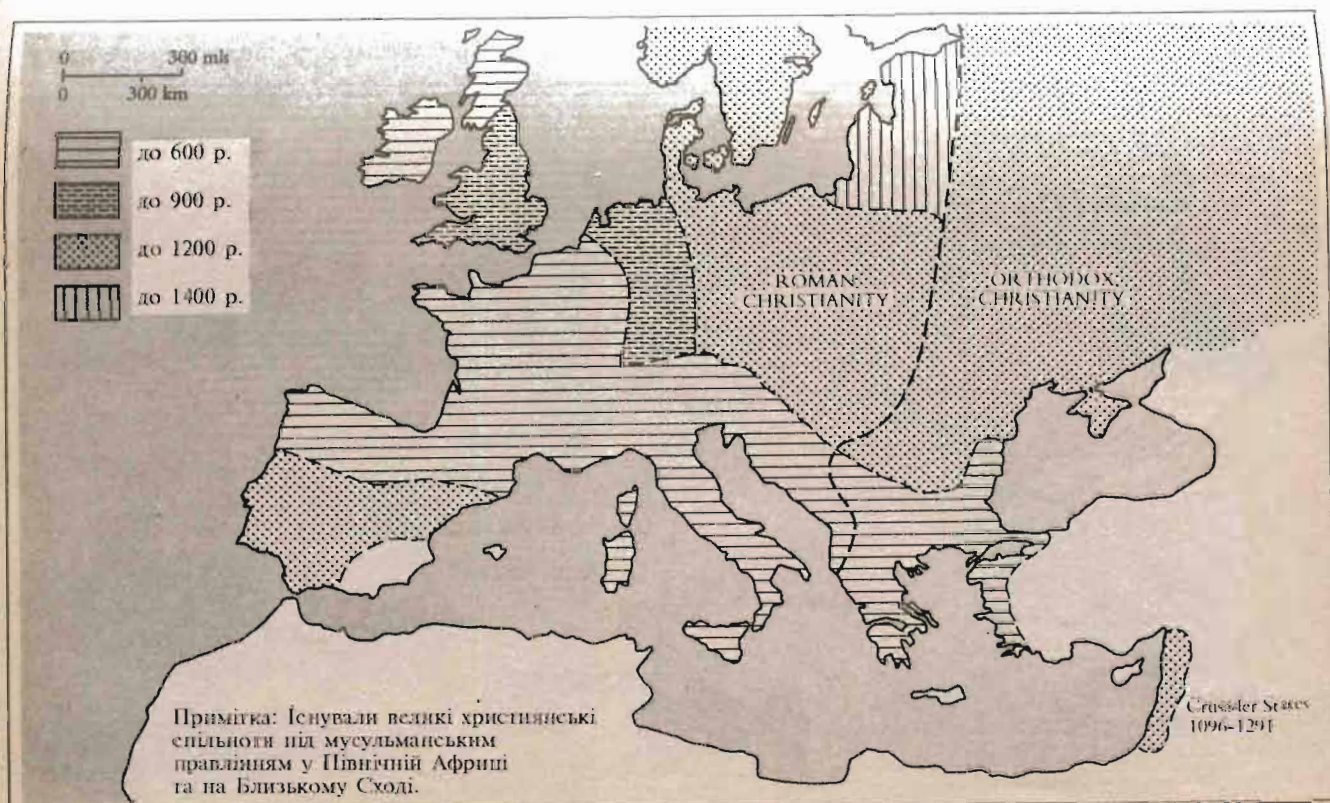 0 300 mls
0 300 km
до 600 р.
до 900 р.
до 1200 р.
до 1400 р.
ROMAN
CHRISTIANITY
ORTHODOX
CHRISTIANITY
Crusader States
1096–1291
Примітка: Існували великі християнські
спільноти під мусульманським
правлінням у Північній Африці
та на Близькому Сході.